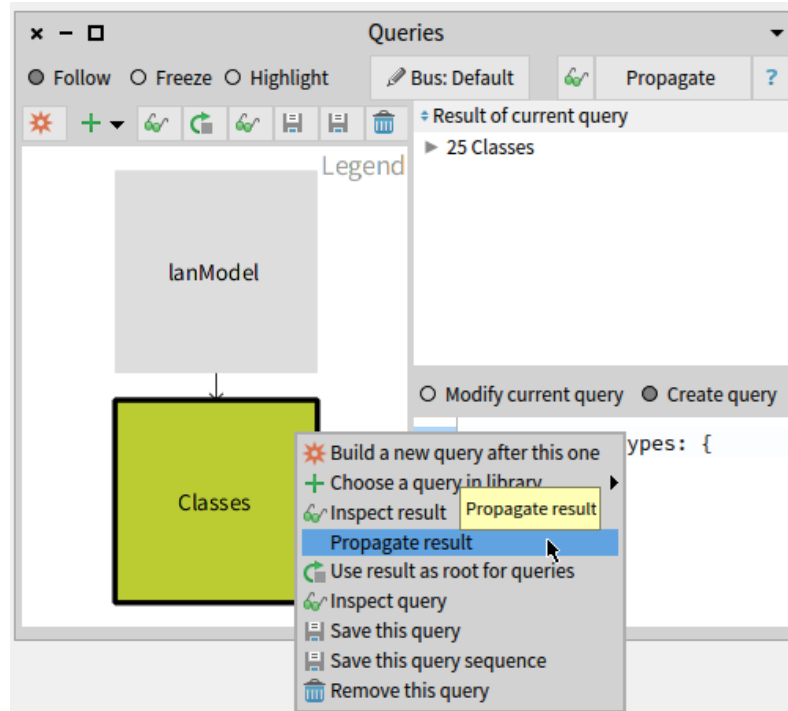 Queries
Follow Freeze Highlight Bus: Default Propagate ?
Result of current query
25 Classes
Legend
lanModel
Classes
Modify current query Create query
ypes: {
Build a new query after this one
Choose a query in library
Inspect result
Propagate result
Propagate result
Use result as root for queries
Inspect query
Save this query
Save this query sequence
Remove this query